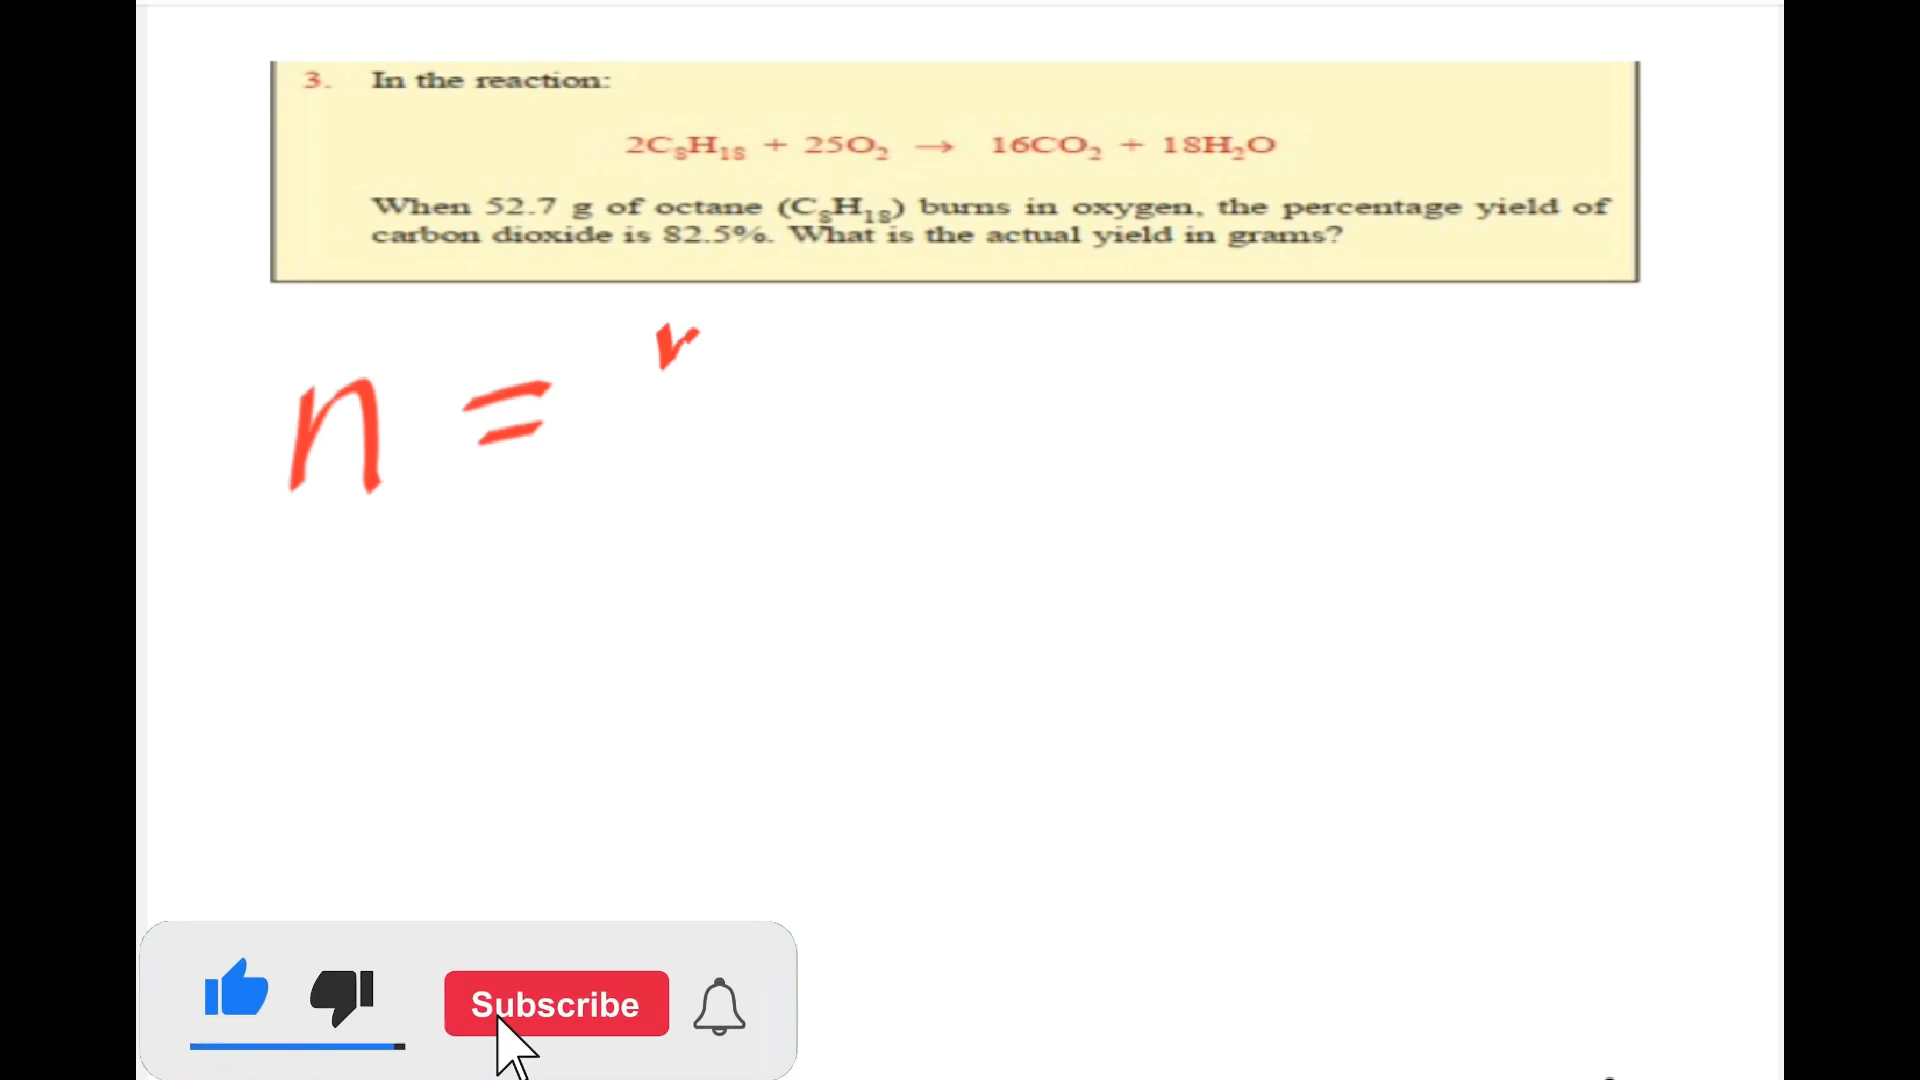 3. In the reaction:
2C₈H₁₈ + 25O₂ → 16CO₂ + 18H₂O
When 52.7 g of octane (C₈H₁₈) burns in oxygen, the percentage yield of
carbon dioxide is 82.5%. What is the actual yield in grams?
n =
Subscribe